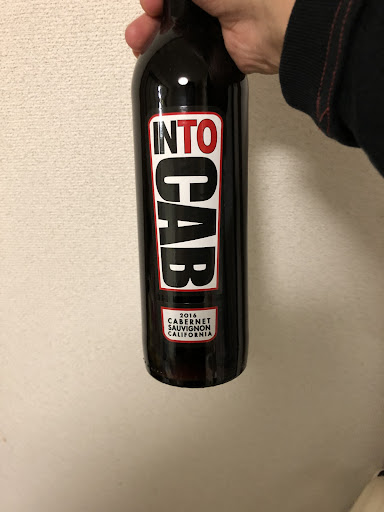 INTO
CAB
2016
CABERNET
SAUVIGNON
CALIFORNIA